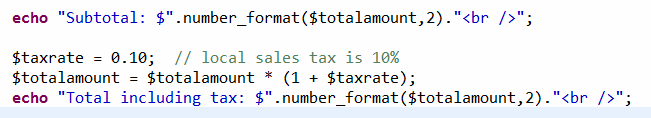 echo "Subtotal: $".number_format($totalamount,2)."<br />";
$taxrate = 0.10;  // local sales tax is 10%
$totalamount = $totalamount * (1 + $taxrate);
echo "Total including tax: $".number_format($totalamount,2)."<br />";